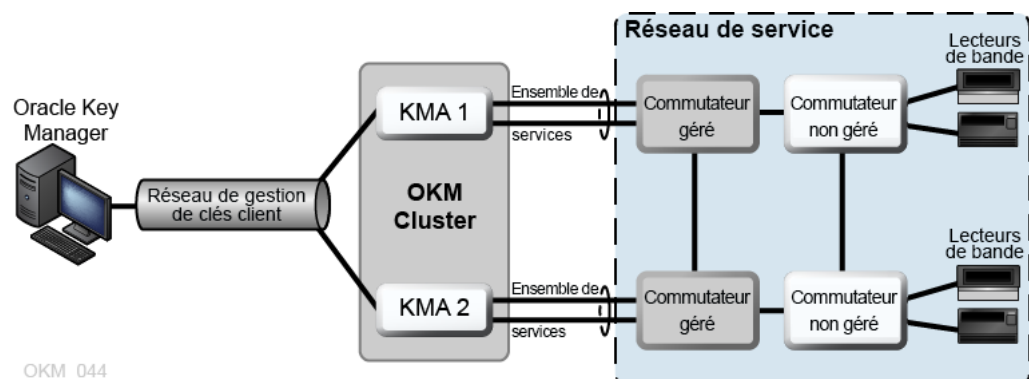 Réseau de service
Lecteurs
de bande
Oracle Key
Manager
Réseau de gestion
de clés client
KMA 1
OKM
Cluster
KMA 2
Ensemble de
services
Commutateur
géré
Commutateur
non géré
Ensemble de
services
Commutateur
géré
Commutateur
non géré
Lecteurs
de bande
OKM_044